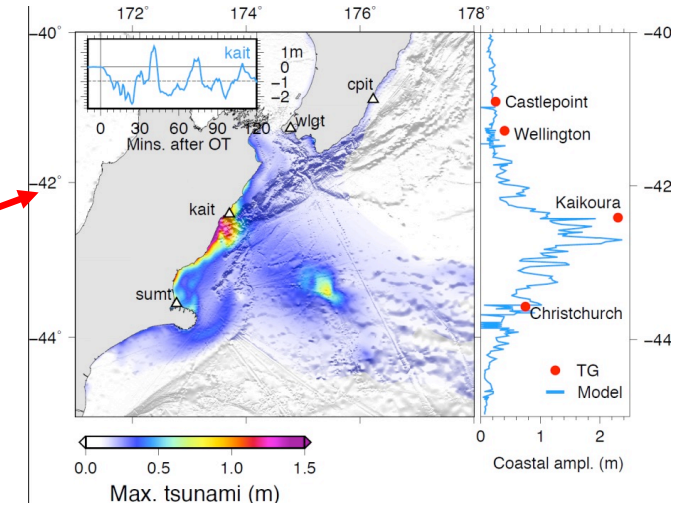 172° 174° 176° 178°
−40° −40
kait 1m
0
−1
−2
0 30 60 90 120
Mins. after OT
cpit
wlgt
Castlepoint
Wellington
−42° −42
kait
Kaikoura
sumt
Christchurch
−44° −44
TG
Model
0 1 2
Coastal ampl. (m)
0.0 0.5 1.0 1.5
Max. tsunami (m)